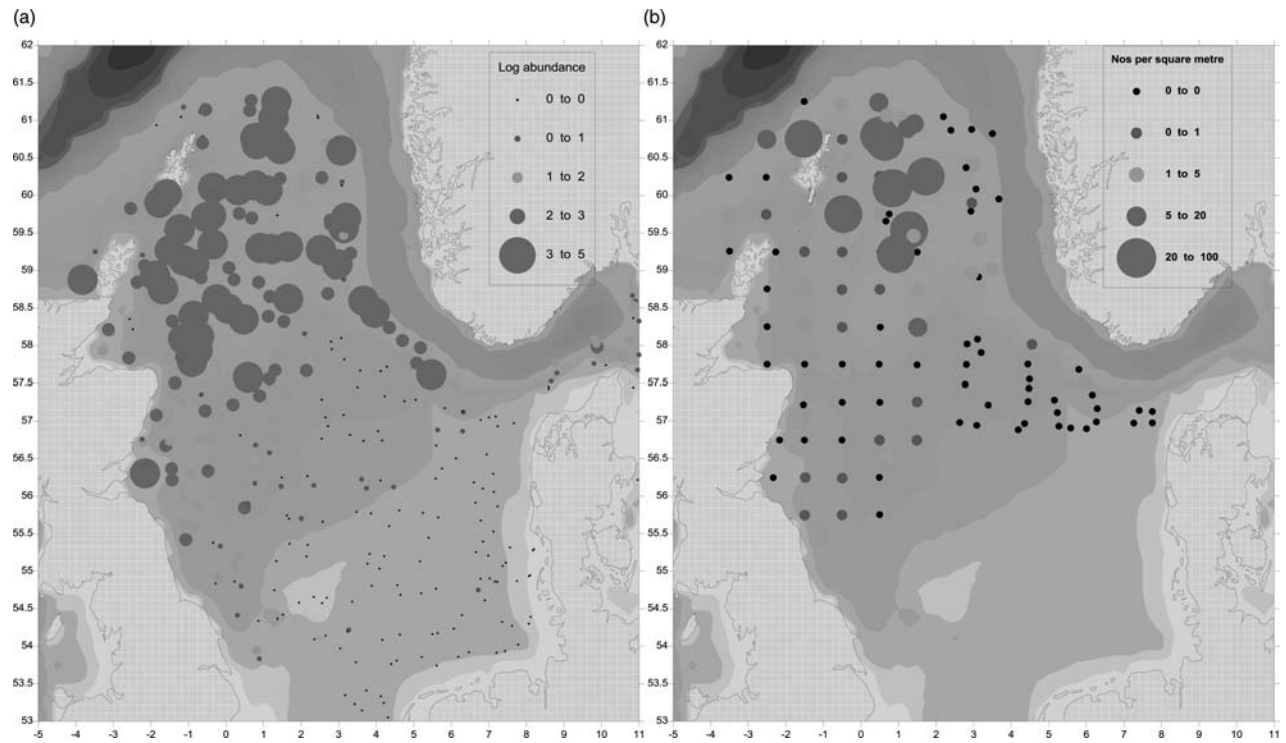 (a)
(b)
Log abundance
0 to 0
0 to 1
1 to 2
2 to 3
3 to 5
62
61.5
61
60.5
60
59.5
59
58.5
58
57.5
57
56.5
56
55.5
55
54.5
54
53.5
53
-5 -4 -3 -2 -1 0 1 2 3 4 5 6 7 8 9 10 11
Nos per square metre
0 to 0
0 to 1
1 to 5
5 to 20
20 to 100
62
61.5
61
60.5
60
59.5
59
58.5
58
57.5
57
56.5
56
55.5
55
54.5
54
53.5
53
-5 -4 -3 -2 -1 0 1 2 3 4 5 6 7 8 9 10 11